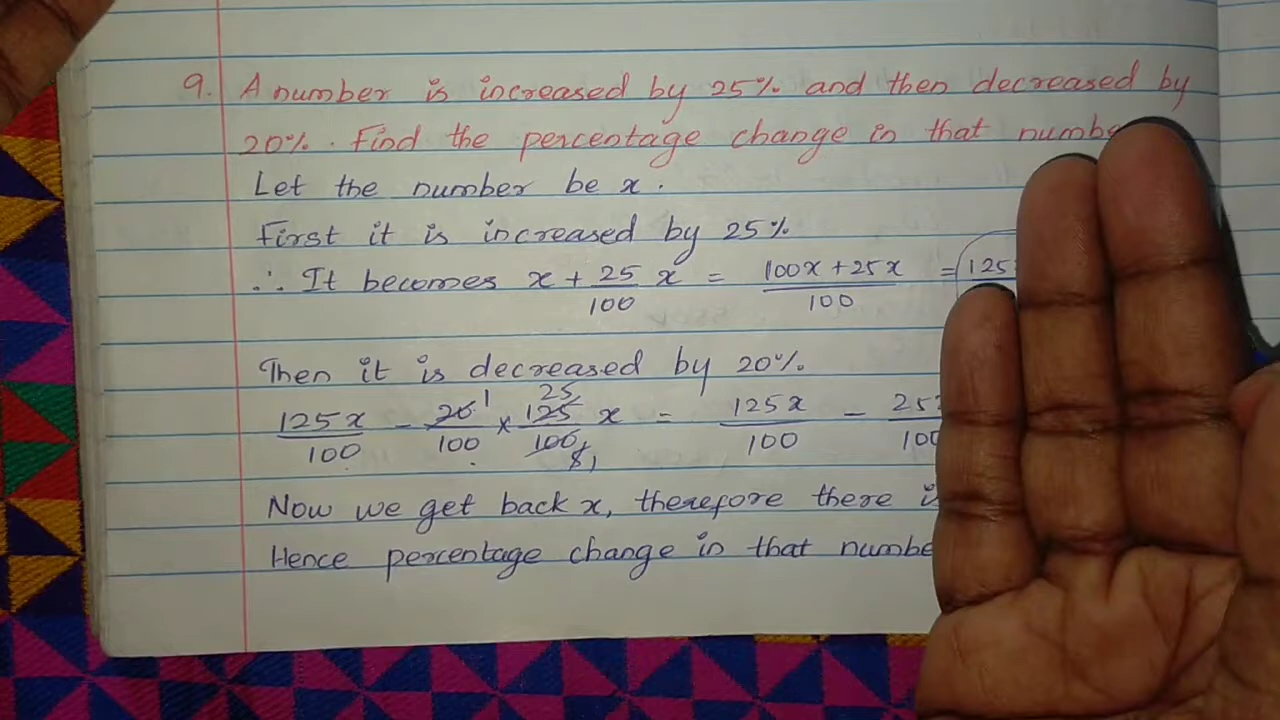 9. A number is increased by 25% and then decreased by
20%. Find the percentage change in that
Let the number be x.
First it is increased by 25%
∴ It becomes x + 25/100 x = (100x + 25x)/100 = 125
Then it is decreased by 20%.
125x/100 - 20/100 1 × 125/100 25 x = 125x/100 - 25
Now we get back x, therefore there
Hence percentage change in that